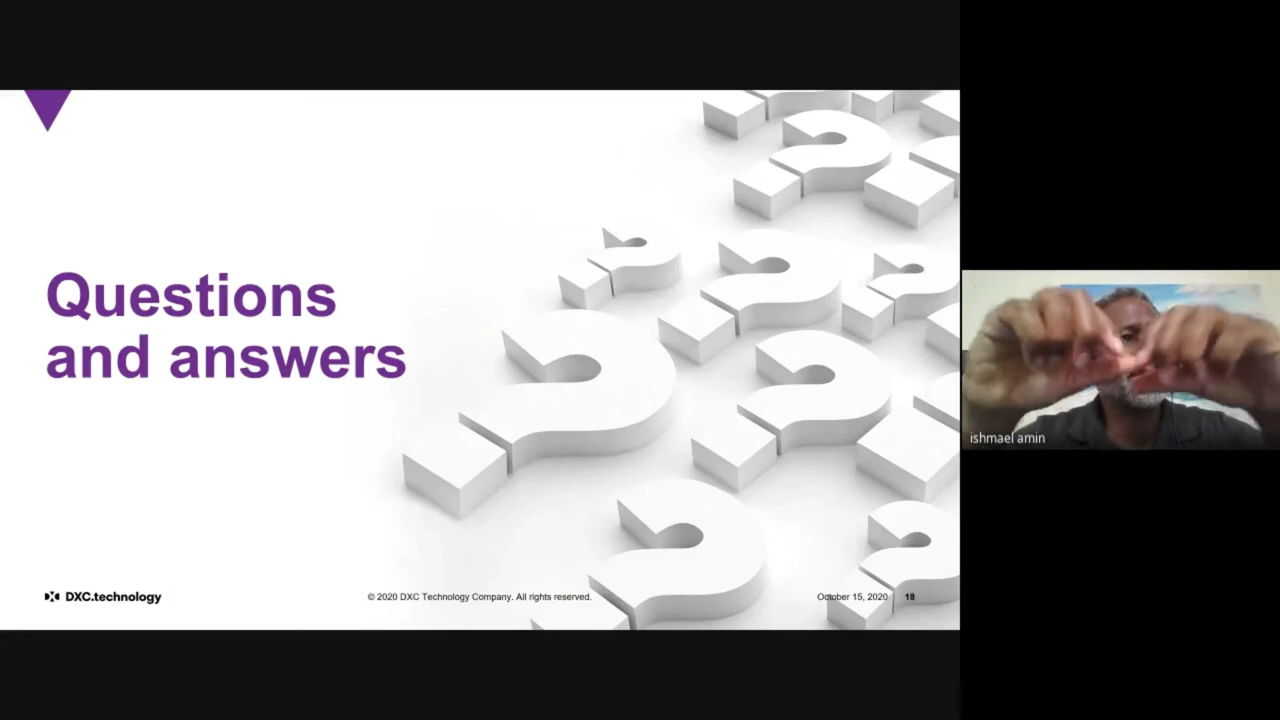 Questions
and answers
ishmael amin
DXC.technology
© 2020 DXC Technology Company. All rights reserved.
October 15, 2020
18